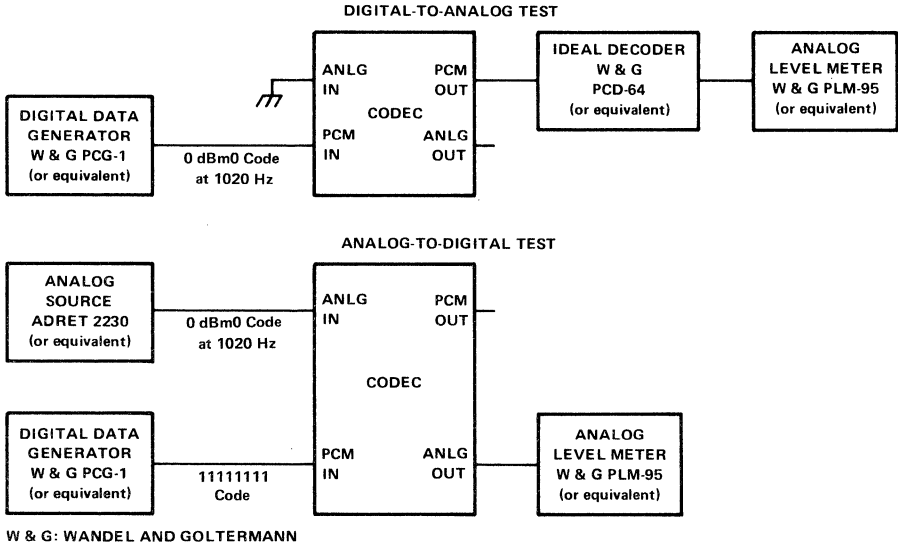 DIGITAL-TO-ANALOG TEST
DIGITAL DATA
GENERATOR
W & G PCG-1
(or equivalent)
0 dBm0 Code
at 1020 Hz
ANLG
IN
PCM
OUT
CODEC
PCM
IN
ANLG
OUT
IDEAL DECODER
W & G
PCD-64
(or equivalent)
ANALOG
LEVEL METER
W & G PLM-95
(or equivalent)
ANALOG-TO-DIGITAL TEST
ANALOG
SOURCE
ADRET 2230
(or equivalent)
0 dBm0 Code
at 1020 Hz
ANLG
IN
PCM
OUT
CODEC
DIGITAL DATA
GENERATOR
W & G PCG-1
(or equivalent)
11111111
Code
PCM
IN
ANLG
OUT
ANALOG
LEVEL METER
W & G PLM-95
(or equivalent)
W & G: WANDEL AND GOLTERMANN